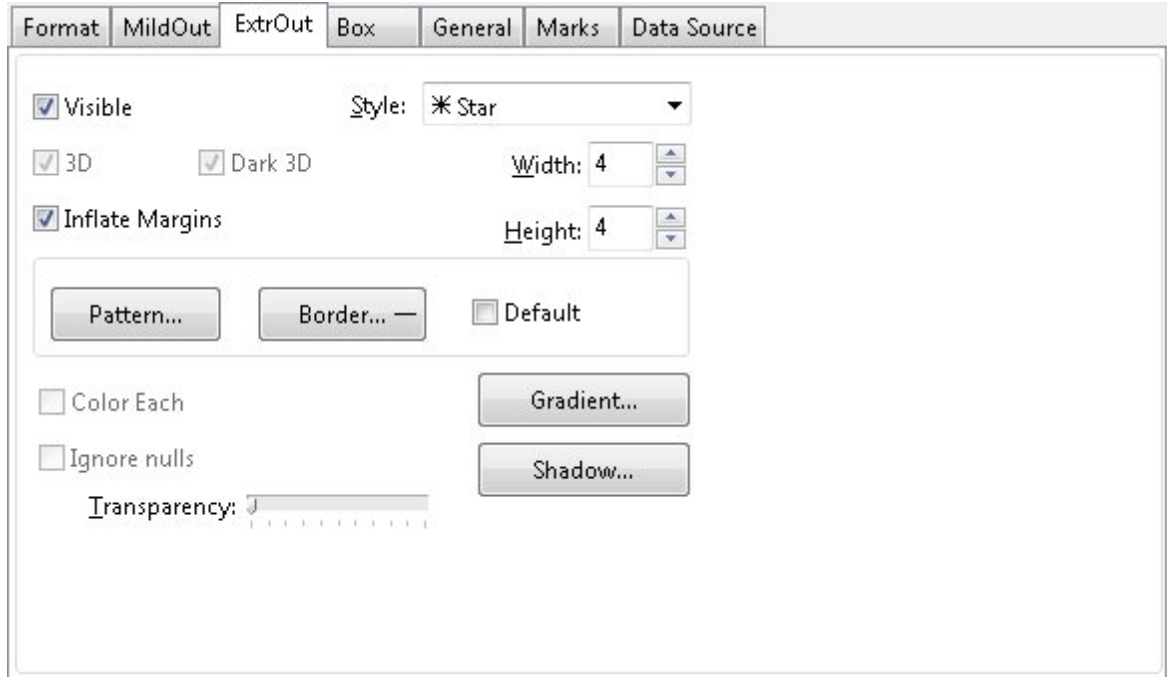 Format MildOut ExtrOut Box General Marks Data Source
Visible Style: Star
3D Dark 3D Width: 4
Inflate Margins Height: 4
Pattern... Border... Default
Color Each Gradient...
Ignore nulls Shadow...
Transparency: